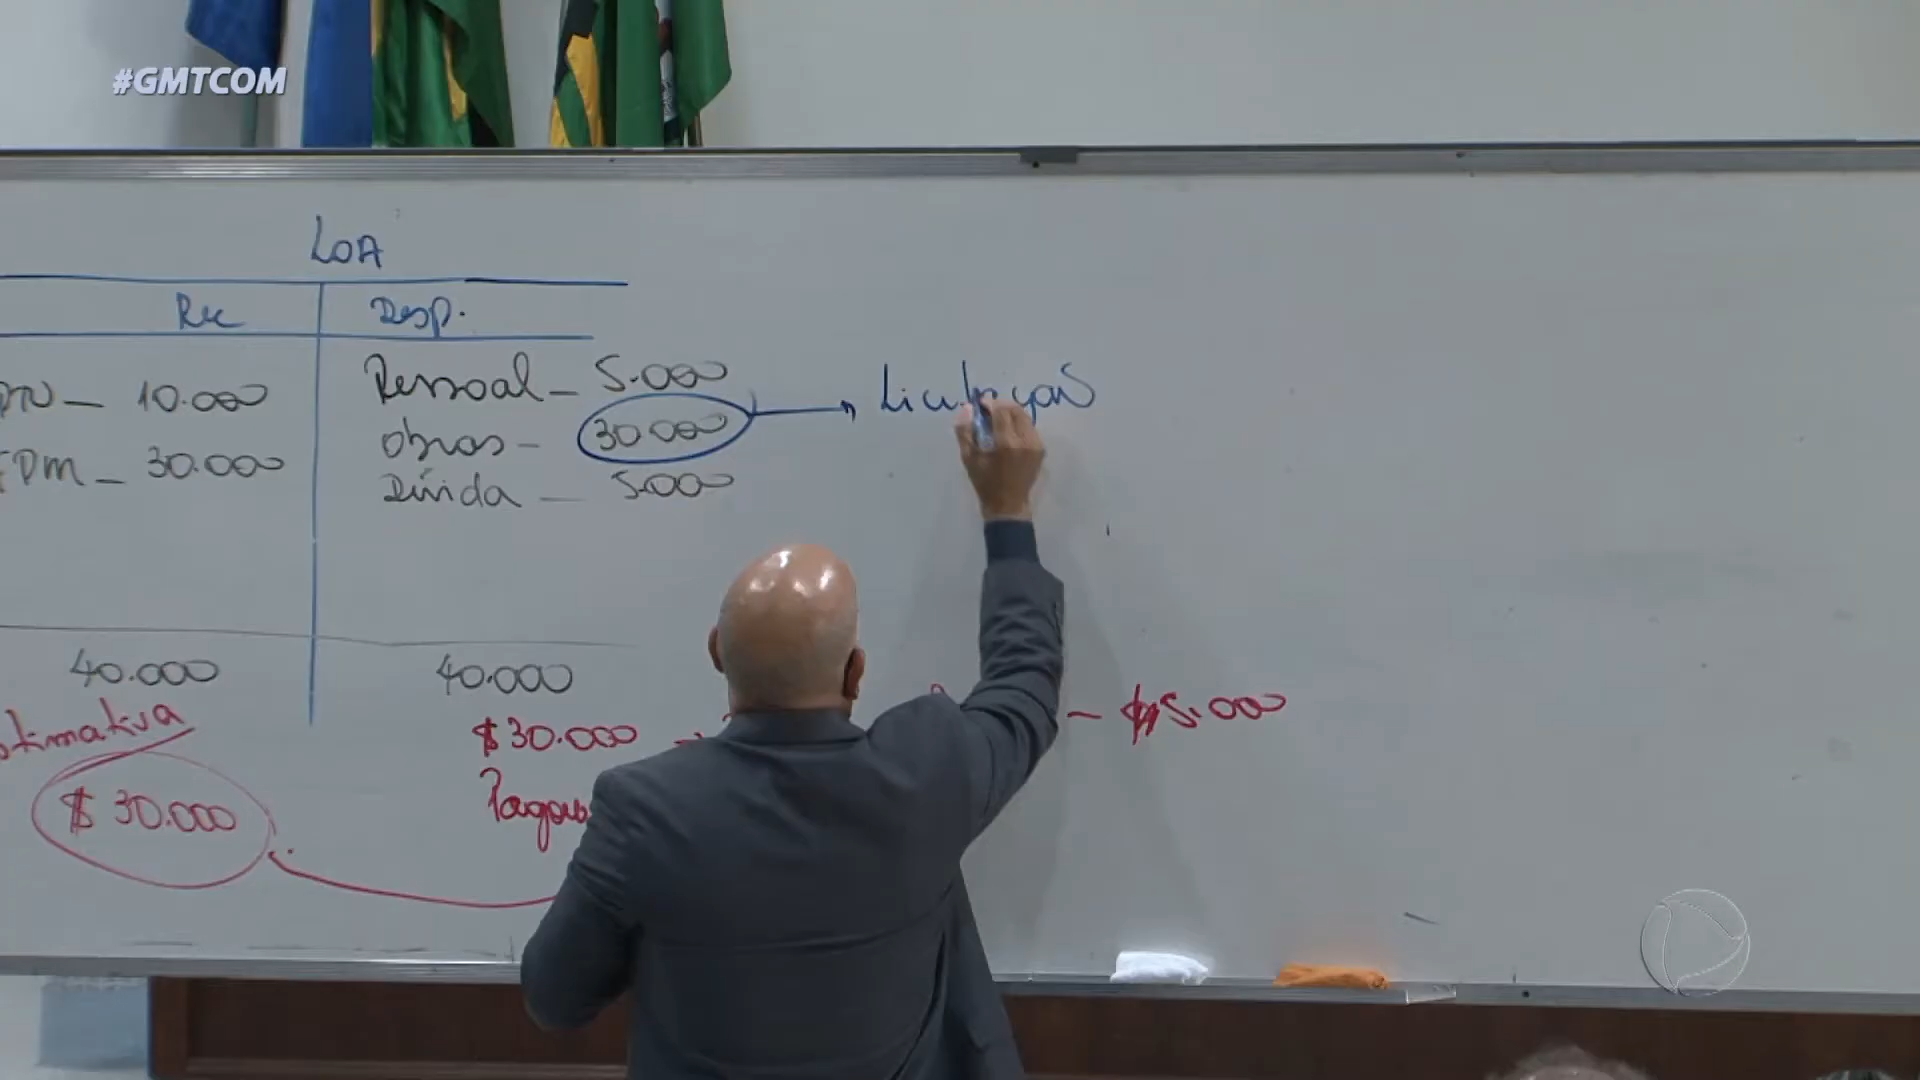 #GMTCOM
LOA
Rec
Desp.
10.000
Pessoal - 5.000
30.000
Obras - 30.000
Licitação
Dívida - 5.000
40.000
40.000
$30.000
- $5.000
$ 30.000